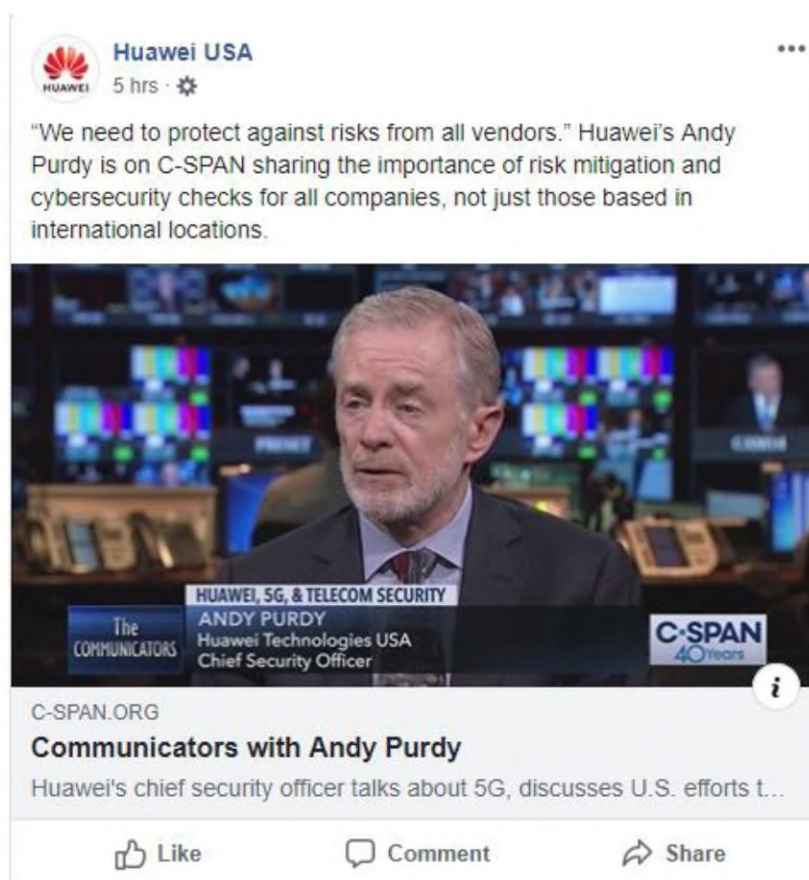 Huawei USA
HUAWEI
5 hrs ·
“We need to protect against risks from all vendors.” Huawei's Andy
Purdy is on C-SPAN sharing the importance of risk mitigation and
cybersecurity checks for all companies, not just those based in
international locations.
HUAWEI, 5G, & TELECOM SECURITY
The
COMMUNICATORS
ANDY PURDY
Huawei Technologies USA
Chief Security Officer
C-SPAN
40Years
i
C-SPAN.ORG
Communicators with Andy Purdy
Huawei's chief security officer talks about 5G, discusses U.S. efforts t...
Like
Comment
Share